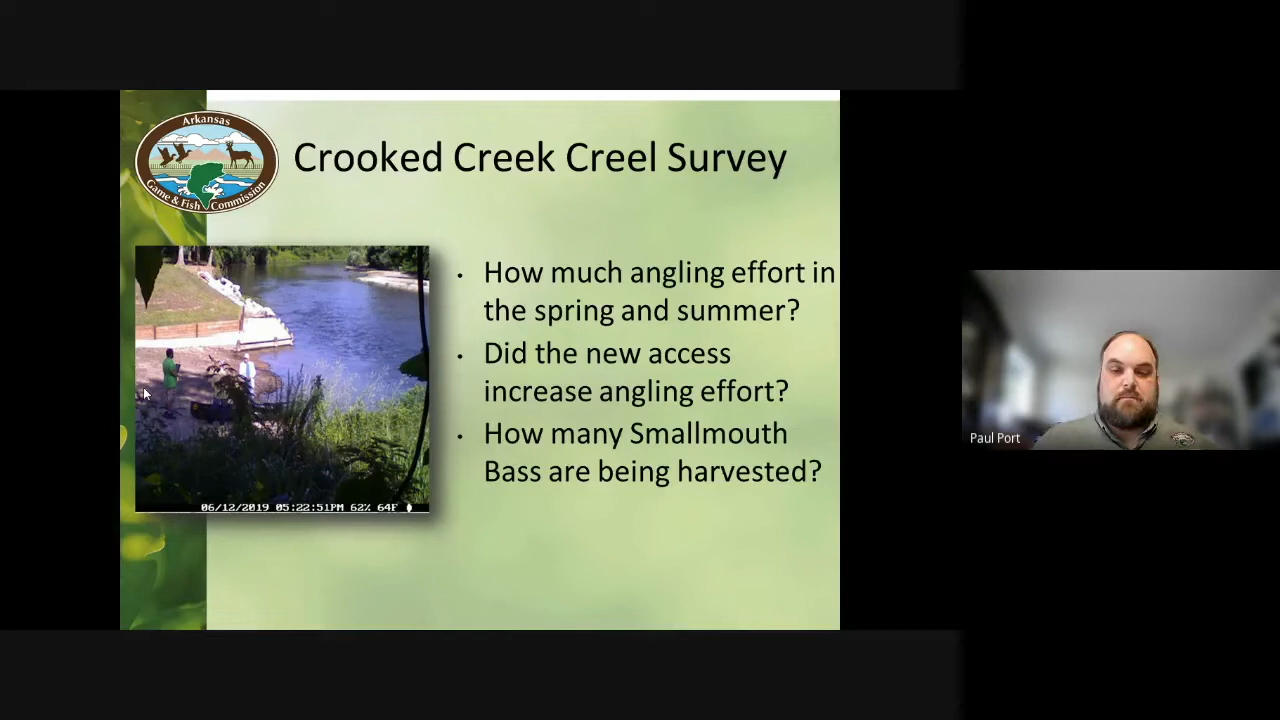 Arkansas
Game & Fish Commission
Crooked Creek Creel Survey
• How much angling effort in
the spring and summer?
• Did the new access
increase angling effort?
• How many Smallmouth
Bass are being harvested?
06/12/2019 05:22:51PM 62% 64F
Paul Port